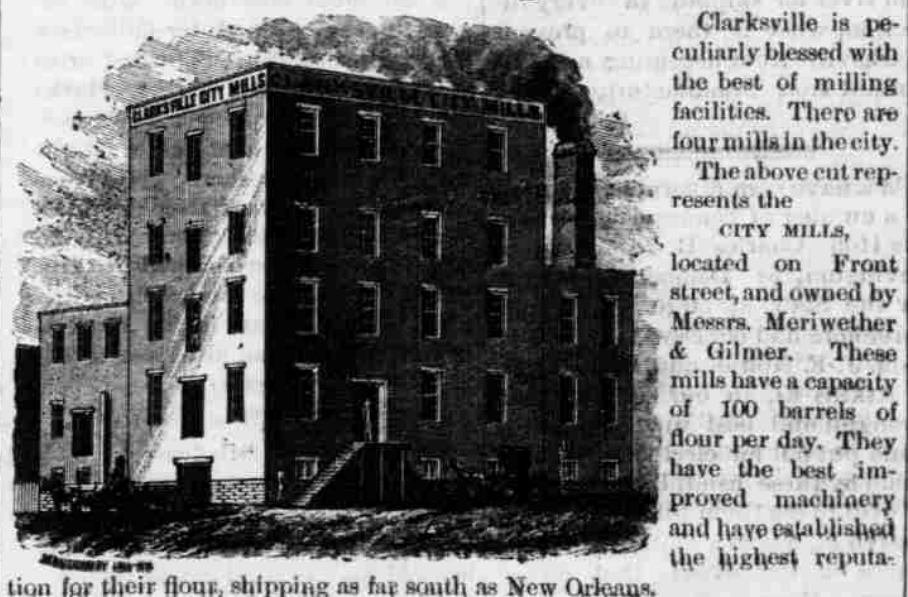 CLARKSVILLE CITY MILLS
CLARKSVILLE CITY MILLS
Clarksville is pe-
culiarly blessed with
the best of milling
facilities. There are
four mills in the city.
The above cut rep-
resents the
CITY MILLS,
located on Front
street, and owned by
Messrs. Meriwether
& Gilmer. These
mills have a capacity
of 100 barrels of
flour per day. They
have the best im-
proved machinery
and have established
the highest reputa-
tion for their flour, shipping as far south as New Orleans.